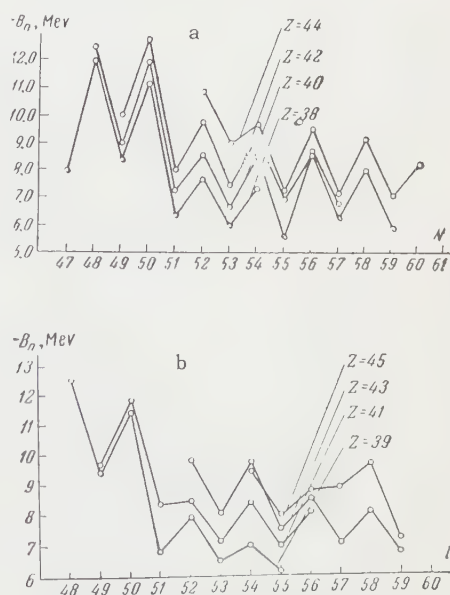 -Bn, Mev
a
Z=44
Z=42
Z=40
Z=38
12,0
11,0
10,0
9.0
8.0
7.0
6.0
5.0
N
47 48 49 50 51 52 53 54 55 56 57 58 59 60 61
-Bn, Mev
b
Z=45
Z=43
Z=41
Z=39
13
12
11
10
9
8
7
6
48 49 50 51 52 53 54 55 56 57 58 59 60